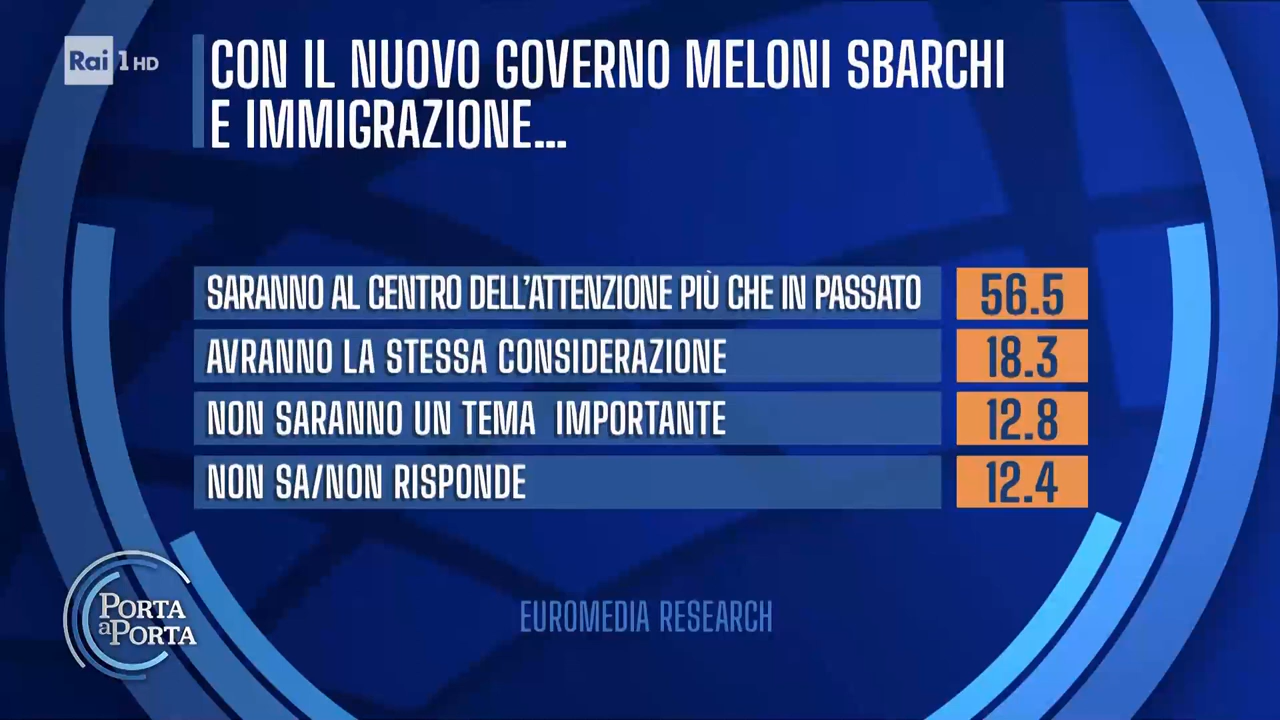 Rai 1 HD
CON IL NUOVO GOVERNO MELONI SBARCHI
E IMMIGRAZIONE...
SARANNO AL CENTRO DELL'ATTENZIONE PIÙ CHE IN PASSATO 56.5
AVRANNO LA STESSA CONSIDERAZIONE 18.3
NON SARANNO UN TEMA IMPORTANTE 12.8
NON SA/NON RISPONDE 12.4
PORTA
aPORTA
EUROMEDIA RESEARCH